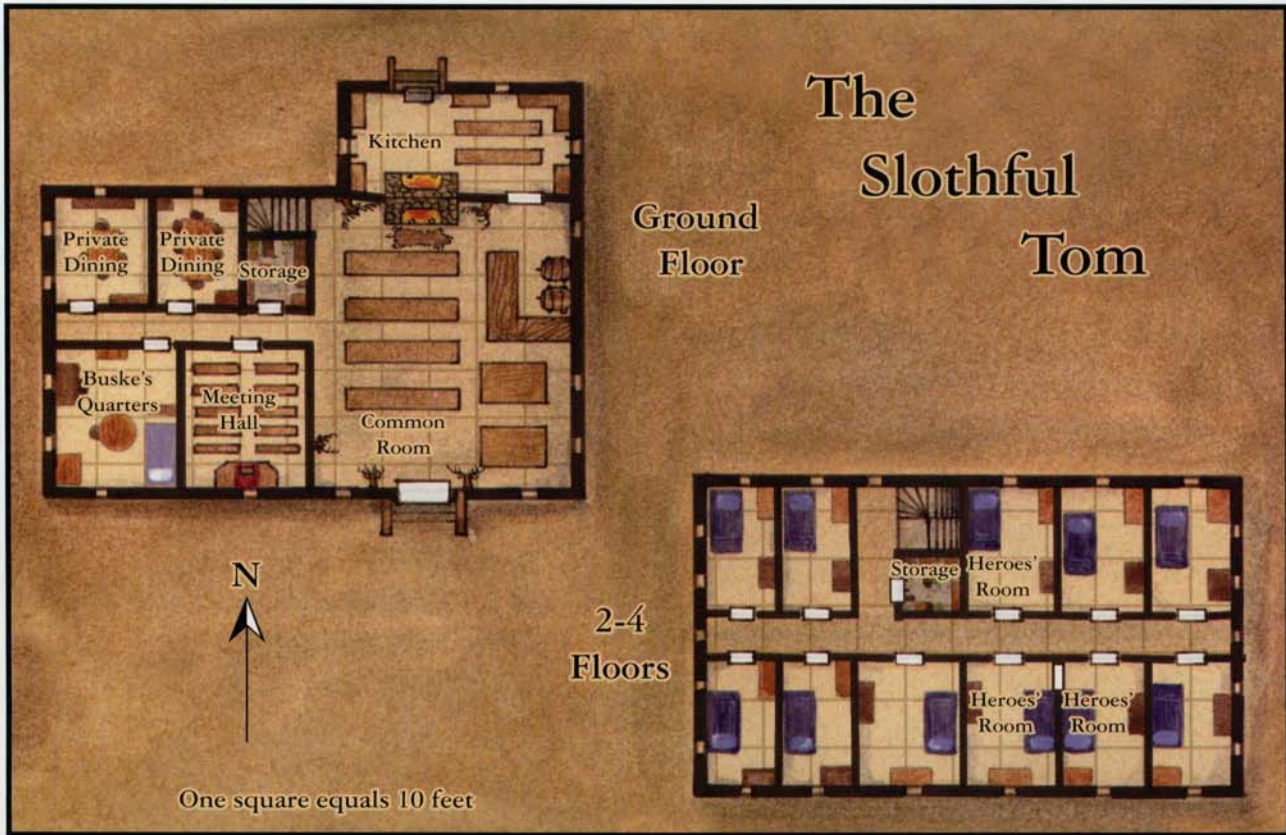 The
Slothful
Tom
Kitchen
Ground
Floor
Private
Dining
Private
Dining
Storage
Buske's
Quarters
Meeting
Hall
Common
Room
N
2-4
Floors
Storage
Heroes'
Room
Heroes'
Room
Heroes'
Room
One square equals 10 feet